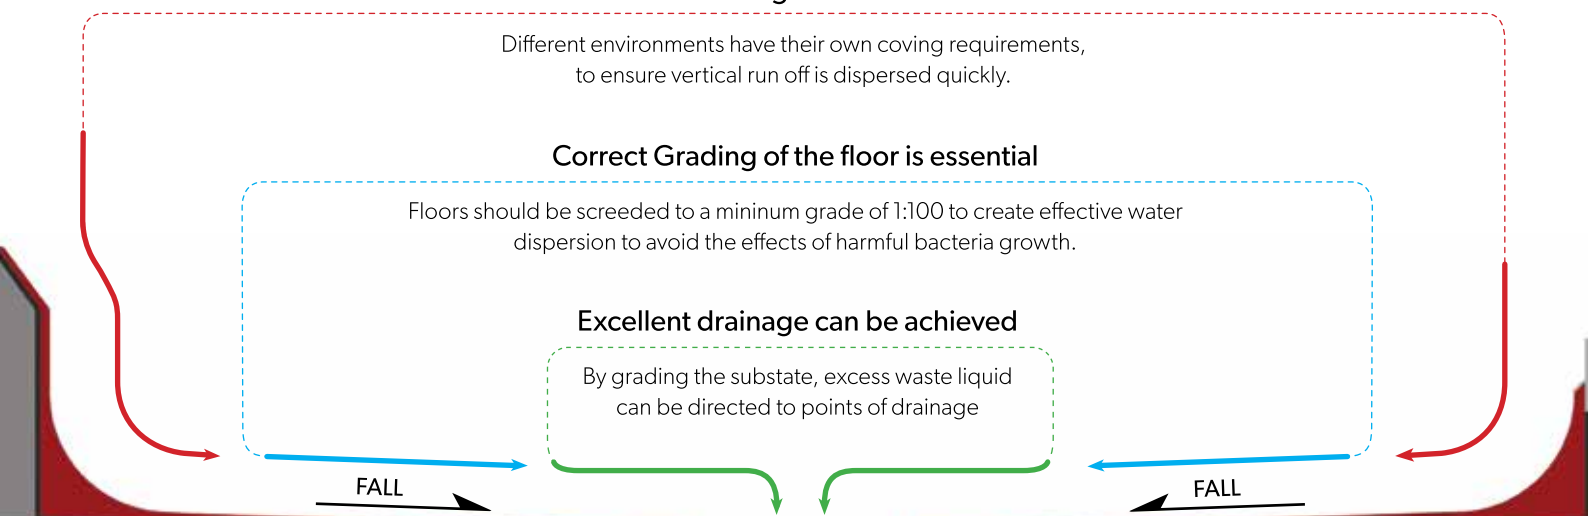 Different environments have their own coving requirements,
to ensure vertical run off is dispersed quickly.
Correct Grading of the floor is essential
Floors should be screeded to a mininum grade of 1:100 to create effective water
dispersion to avoid the effects of harmful bacteria growth.
Excellent drainage can be achieved
By grading the substate, excess waste liquid
can be directed to points of drainage
FALL
FALL